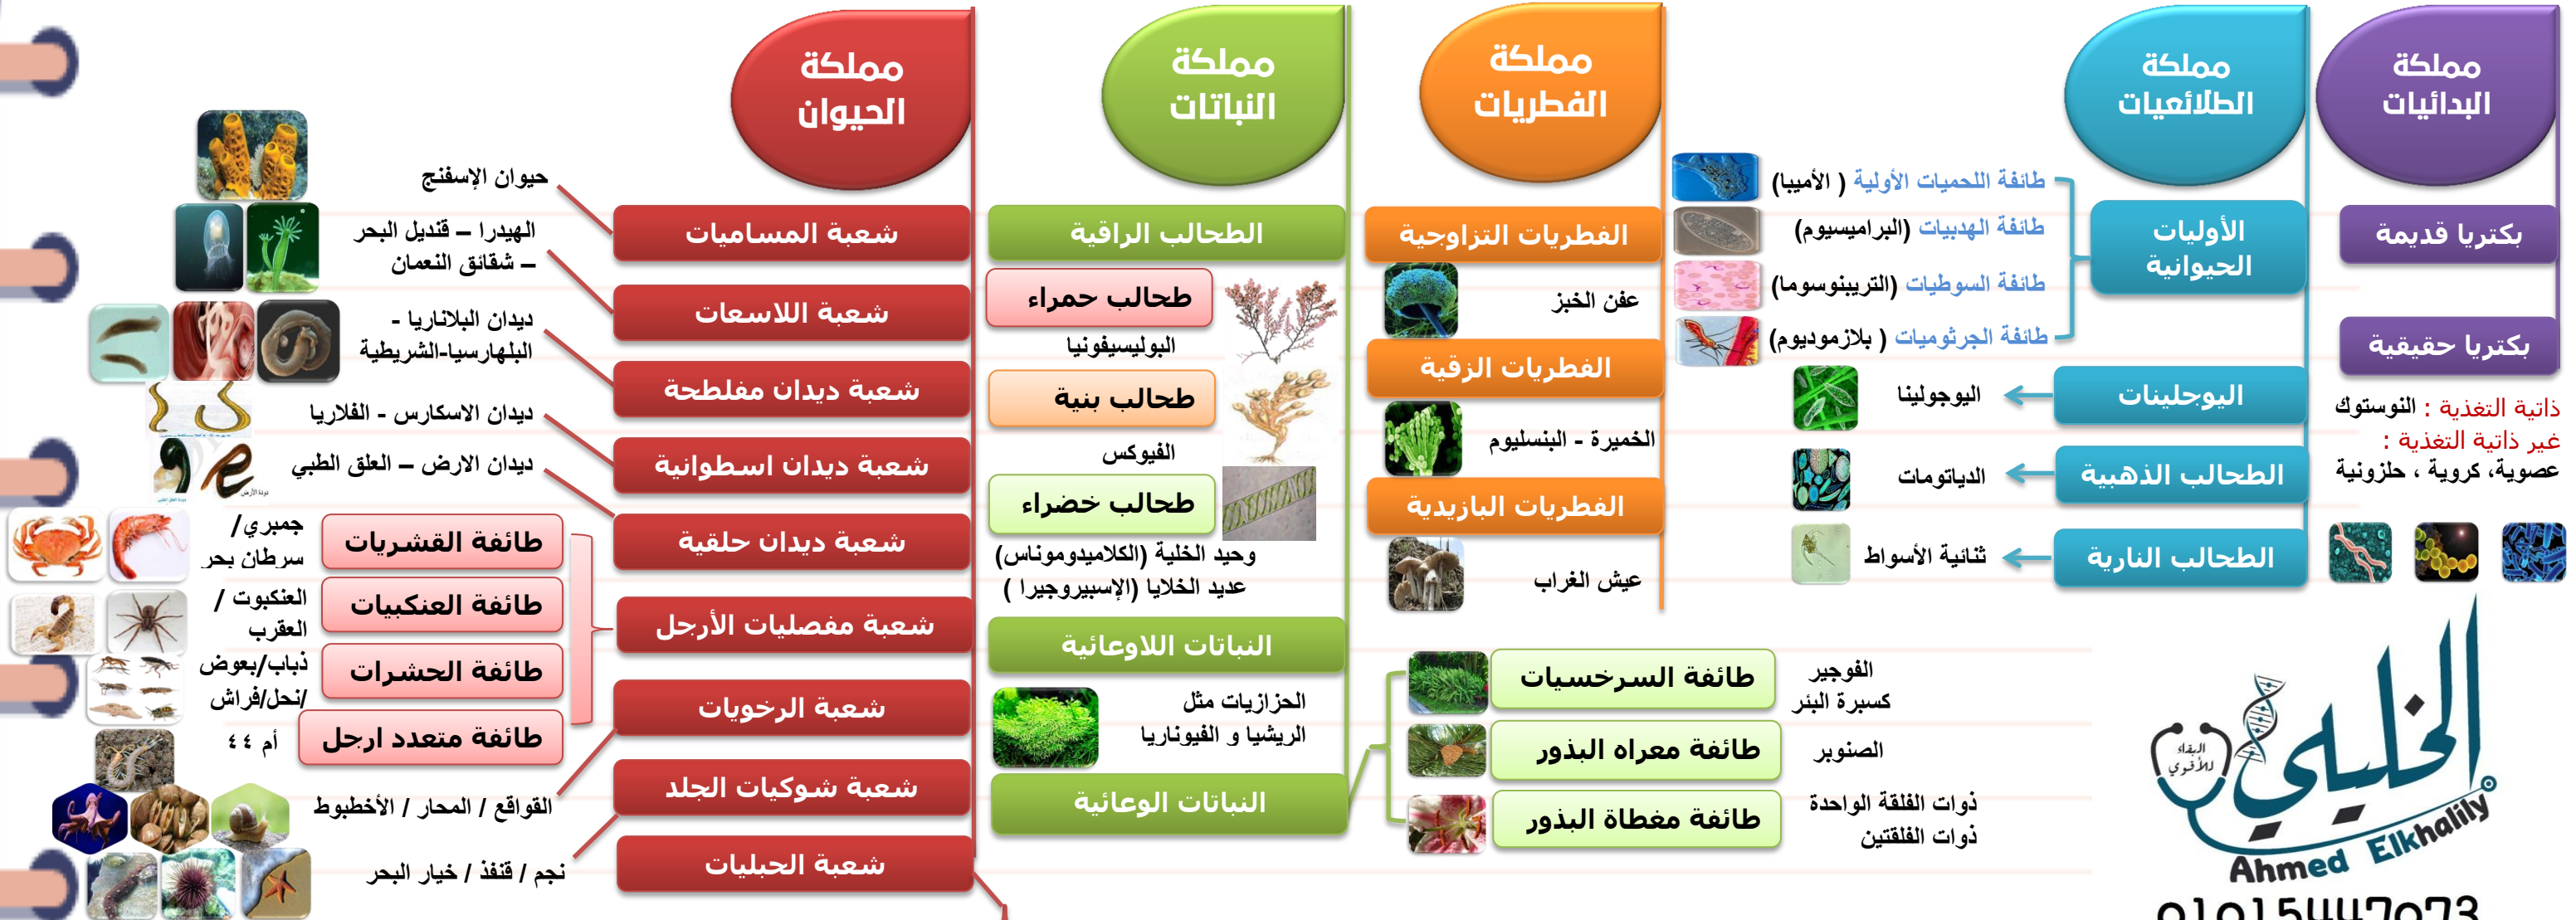 مملكة
البدائيات
بكتريا قديمة
بكتريا حقيقية
ذاتية التغذية : النوستوك
غير ذاتية التغذية :
عصوية، كروية ، حلزونية
مملكة
الطلائعيات
الأوليات
الحيوانية
طائفة اللحميات الأولية ( الأميبا)
طائفة الهدبيات (البراميسيوم)
طائفة السوطيات (التريبنوسوما)
طائفة الجرثوميات ( بلازموديوم)
اليوجلينات
اليوجولينا
الطحالب الذهبية
الدياتومات
الطحالب النارية
ثنائية الأسواط
مملكة
الفطريات
الفطريات التزاوجية
عفن الخبز
الفطريات الزقية
الخميرة - البنسليوم
الفطريات البازيدية
عيش الغراب
مملكة
النباتات
الطحالب الراقية
طحالب حمراء
البوليسيفونيا
طحالب بنية
الفيوكس
طحالب خضراء
وحيد الخلية (الكلاميدوموناس)
عديد الخلايا (الإسبيروجيرا )
النباتات اللاوعائية
الحزازيات مثل
الريشيا و الفيوناريا
النباتات الوعائية
طائفة السرخسيات
الفوجير
كسبرة البئر
طائفة معراه البذور
الصنوبر
طائفة مغطاة البذور
ذوات الفلقة الواحدة
ذوات الفلقتين
مملكة
الحيوان
شعبة المساميات
حيوان الإسفنج
شعبة اللاسعات
الهيدرا – قنديل البحر
– شقائق النعمان
شعبة ديدان مفلطحة
ديدان البلاناريا -
البلهارسيا-الشريطية
شعبة ديدان اسطوانية
ديدان الاسكارس - الفلاريا
شعبة ديدان حلقية
ديدان الارض – العلق الطبي
دودة الأرض
شعبة مفصليات الأرجل
طائفة القشريات
جمبري/
سرطان بحر
طائفة العنكبيات
العنكبوت /
العقرب
طائفة الحشرات
ذباب/بعوض
/نحل/فراش
طائفة متعدد ارجل
أم ٤٤
شعبة الرخويات
القواقع / المحار / الأخطبوط
شعبة شوكيات الجلد
نجم / قنفذ / خيار البحر
شعبة الحبليات
الخليلي
البقاء
للأقوي
Ahmed Elkhalily
01015447073